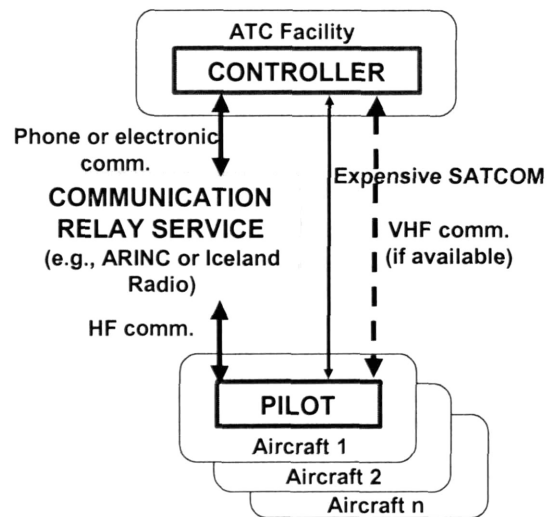 ATC Facility
CONTROLLER
Phone or electronic
comm.
Expensive SATCOM
COMMUNICATION
RELAY SERVICE
(e.g., ARINC or Iceland
Radio)
VHF comm.
(if available)
HF comm.
PILOT
Aircraft 1
Aircraft 2
Aircraft n